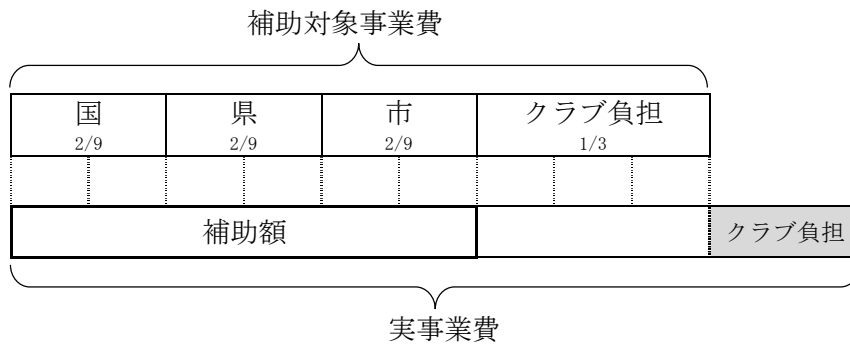 補助対象事業費
国 県 市 クラブ負担
2/9 2/9 2/9 1/3
補助額 クラブ負担
実事業費